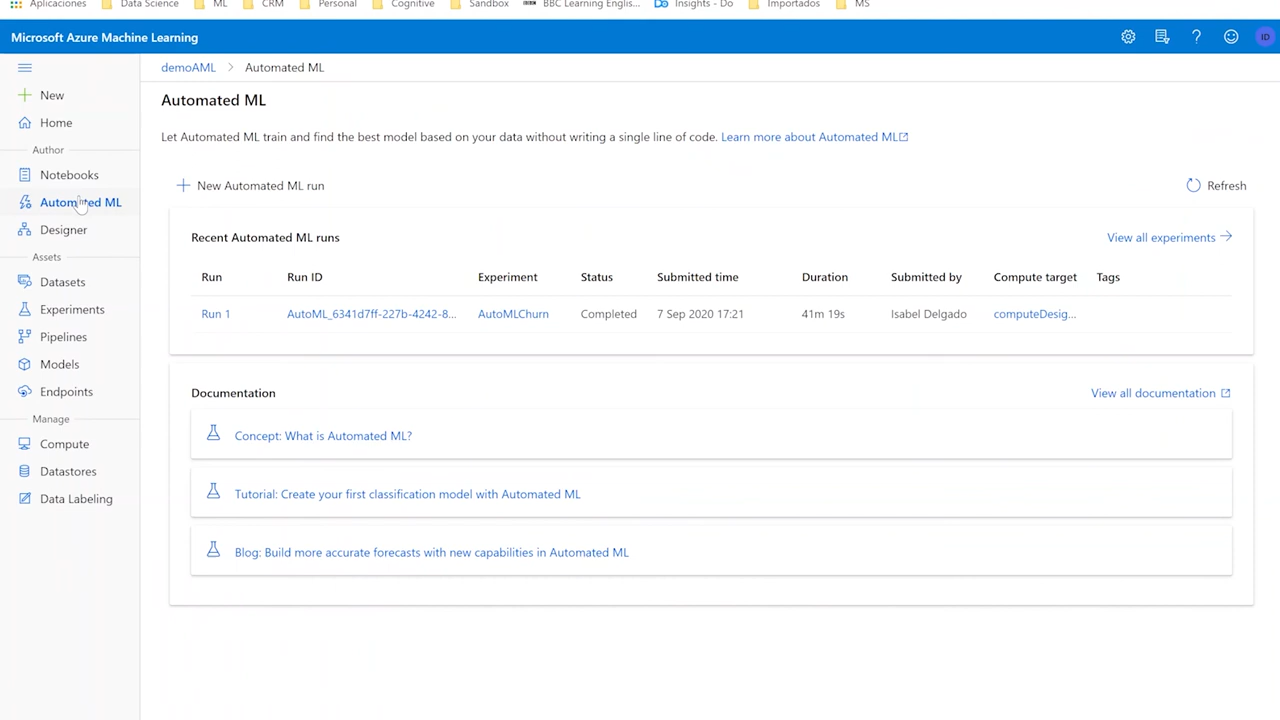 Aplicaciones Data Science ML CRM Personal Cognitive Sandbox BBC Learning Englis... Insights - Do Importados MS
Microsoft Azure Machine Learning ID
demoAML > Automated ML
New
Home
Author
Notebooks
Automated ML
Designer
Assets
Datasets
Experiments
Pipelines
Models
Endpoints
Manage
Compute
Datastores
Data Labeling
Automated ML
Let Automated ML train and find the best model based on your data without writing a single line of code. Learn more about Automated ML
New Automated ML run Refresh
Recent Automated ML runs View all experiments
Run Run ID Experiment Status Submitted time Duration Submitted by Compute target Tags
Run 1 AutoML_6341d7ff-227b-4242-8... AutoMLChurn Completed 7 Sep 2020 17:21 41m 19s Isabel Delgado computeDesig...
Documentation View all documentation
Concept: What is Automated ML?
Tutorial: Create your first classification model with Automated ML
Blog: Build more accurate forecasts with new capabilities in Automated ML